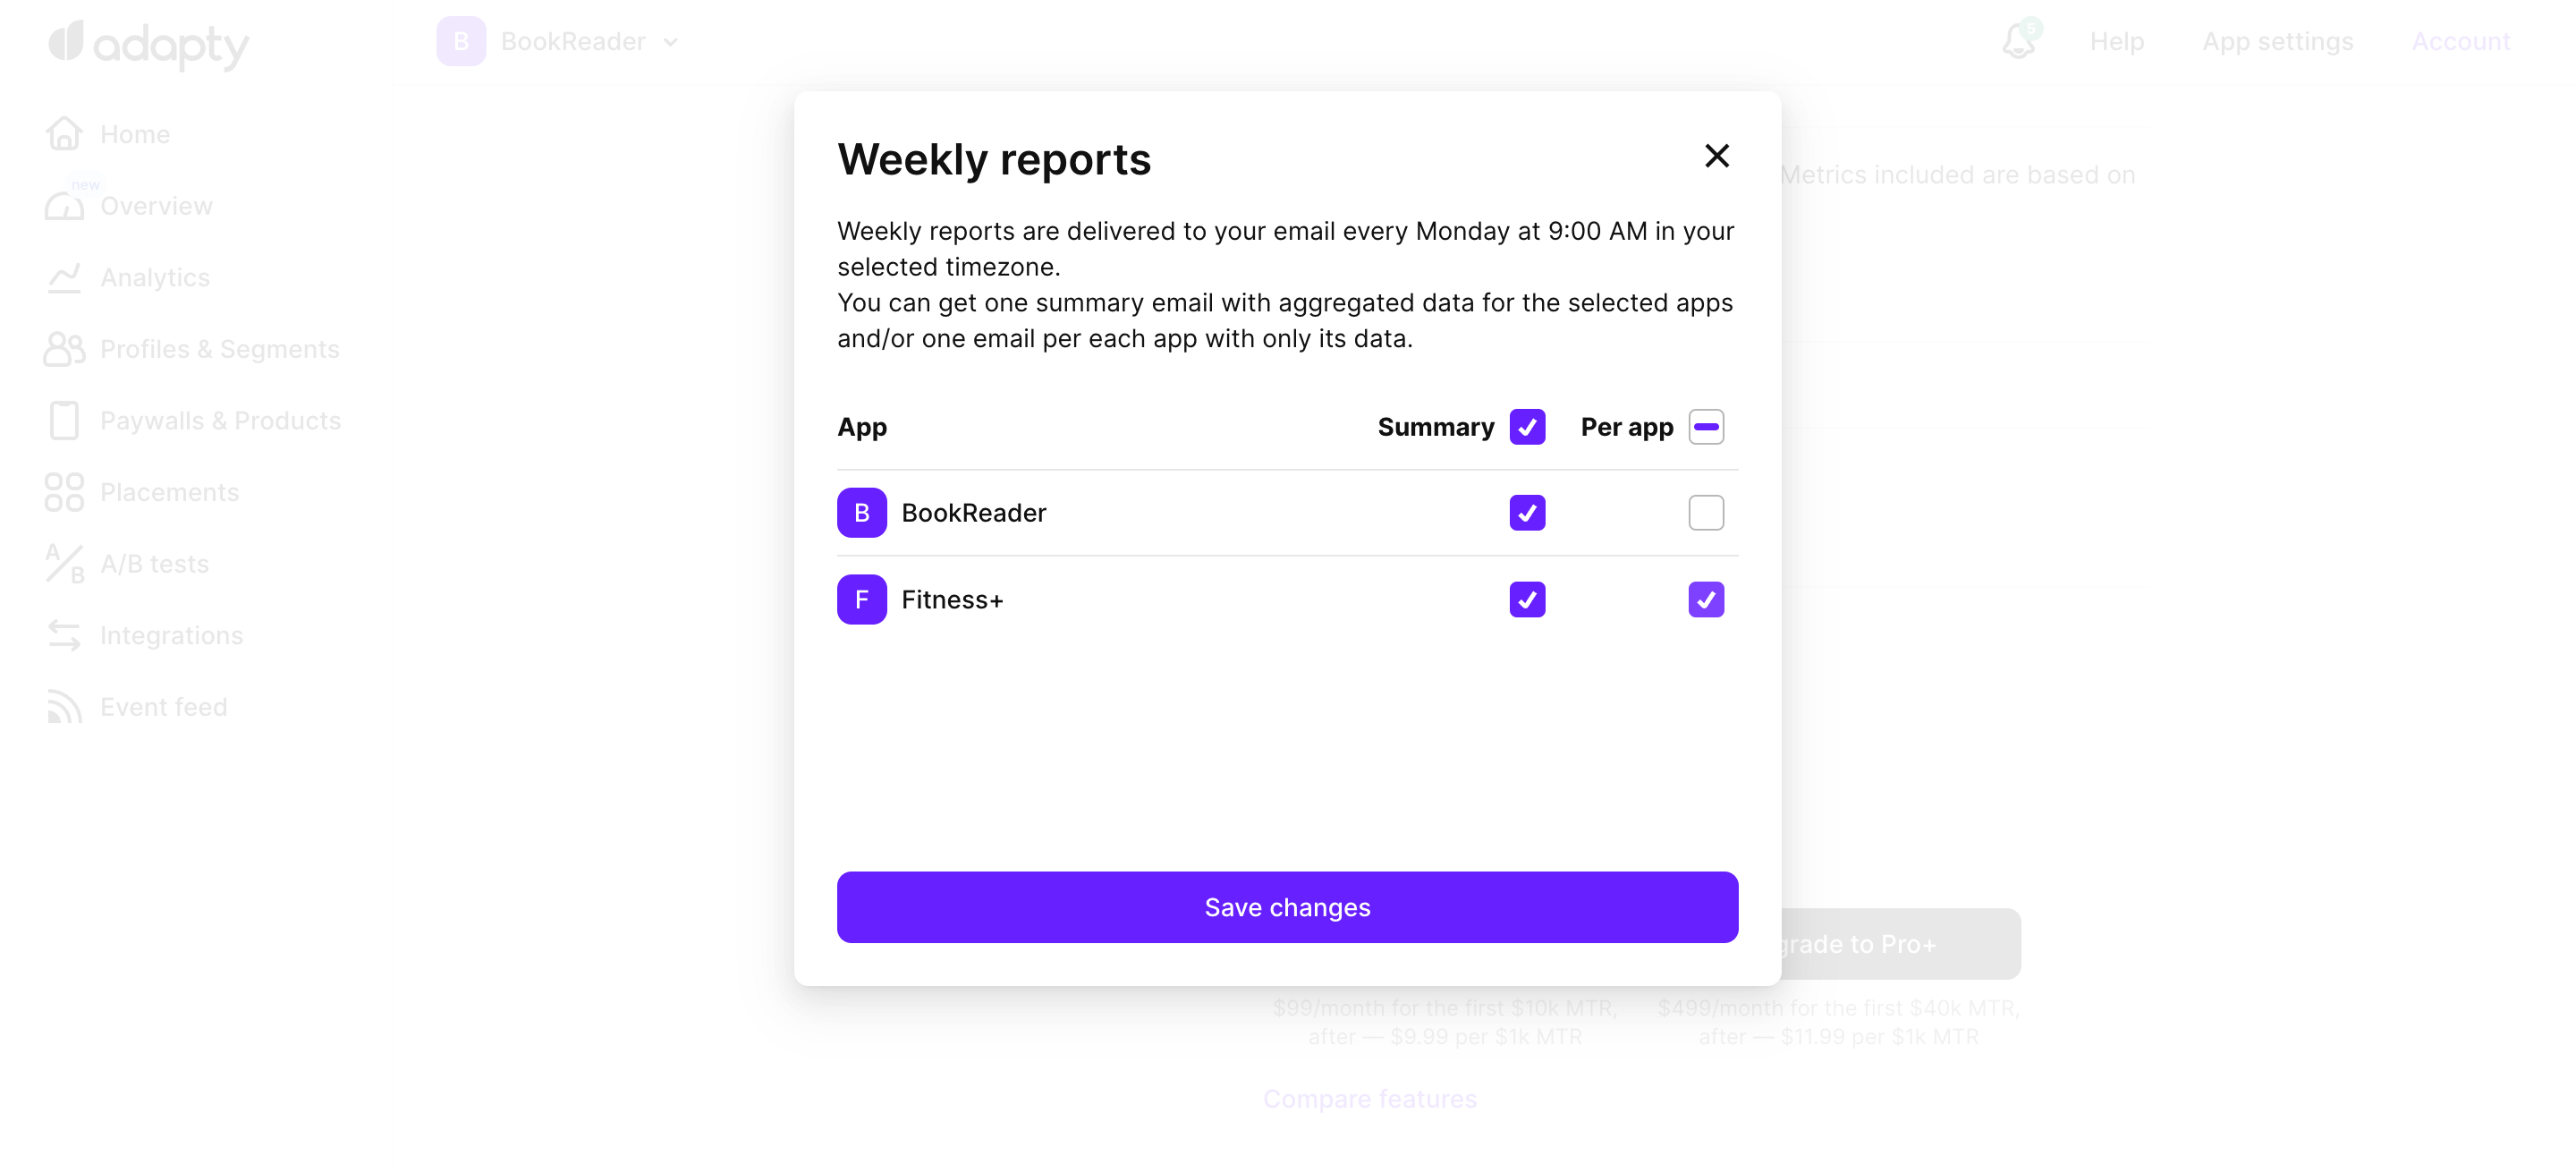 adapty
B BookReader
5
Help
App settings
Account
Home
new
Overview
Analytics
Profiles & Segments
Paywalls & Products
Placements
A/B tests
A B
Integrations
Event feed
Metrics included are based on
Weekly reports
Weekly reports are delivered to your email every Monday at 9:00 AM in your
selected timezone.
You can get one summary email with aggregated data for the selected apps
and/or one email per each app with only its data.
App Summary Per app
B BookReader
F Fitness+
Save changes
grade to Pro+
$99/month for the first $10k MTR,
after — $9.99 per $1k MTR
$499/month for the first $40k MTR,
after — $11.99 per $1k MTR
Compare features